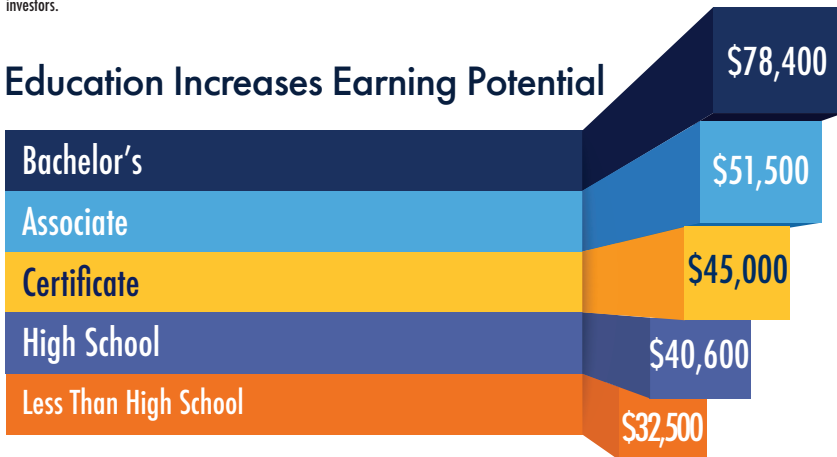 investors.
Education Increases Earning Potential
Bachelor's
$78,400
Associate
$51,500
Certificate
$45,000
High School
$40,600
Less Than High School
$32,500